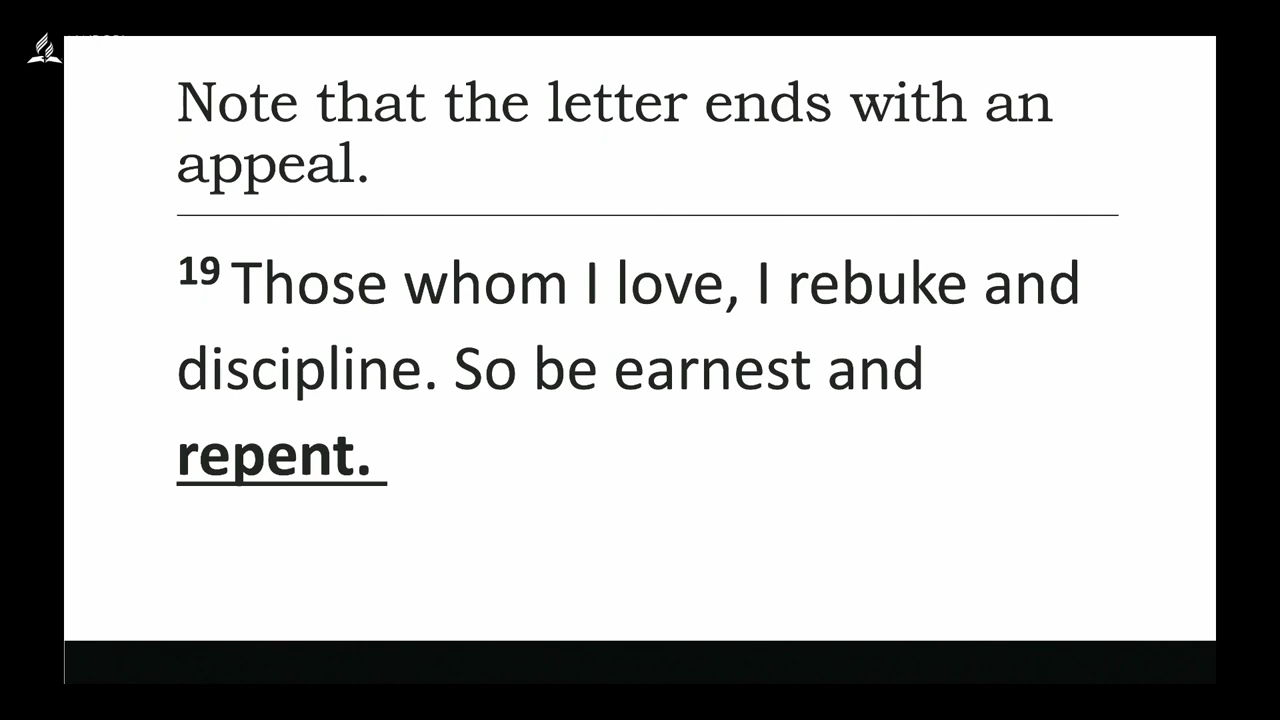 Note that the letter ends with an
appeal.
19 Those whom I love, I rebuke and
discipline. So be earnest and
repent.